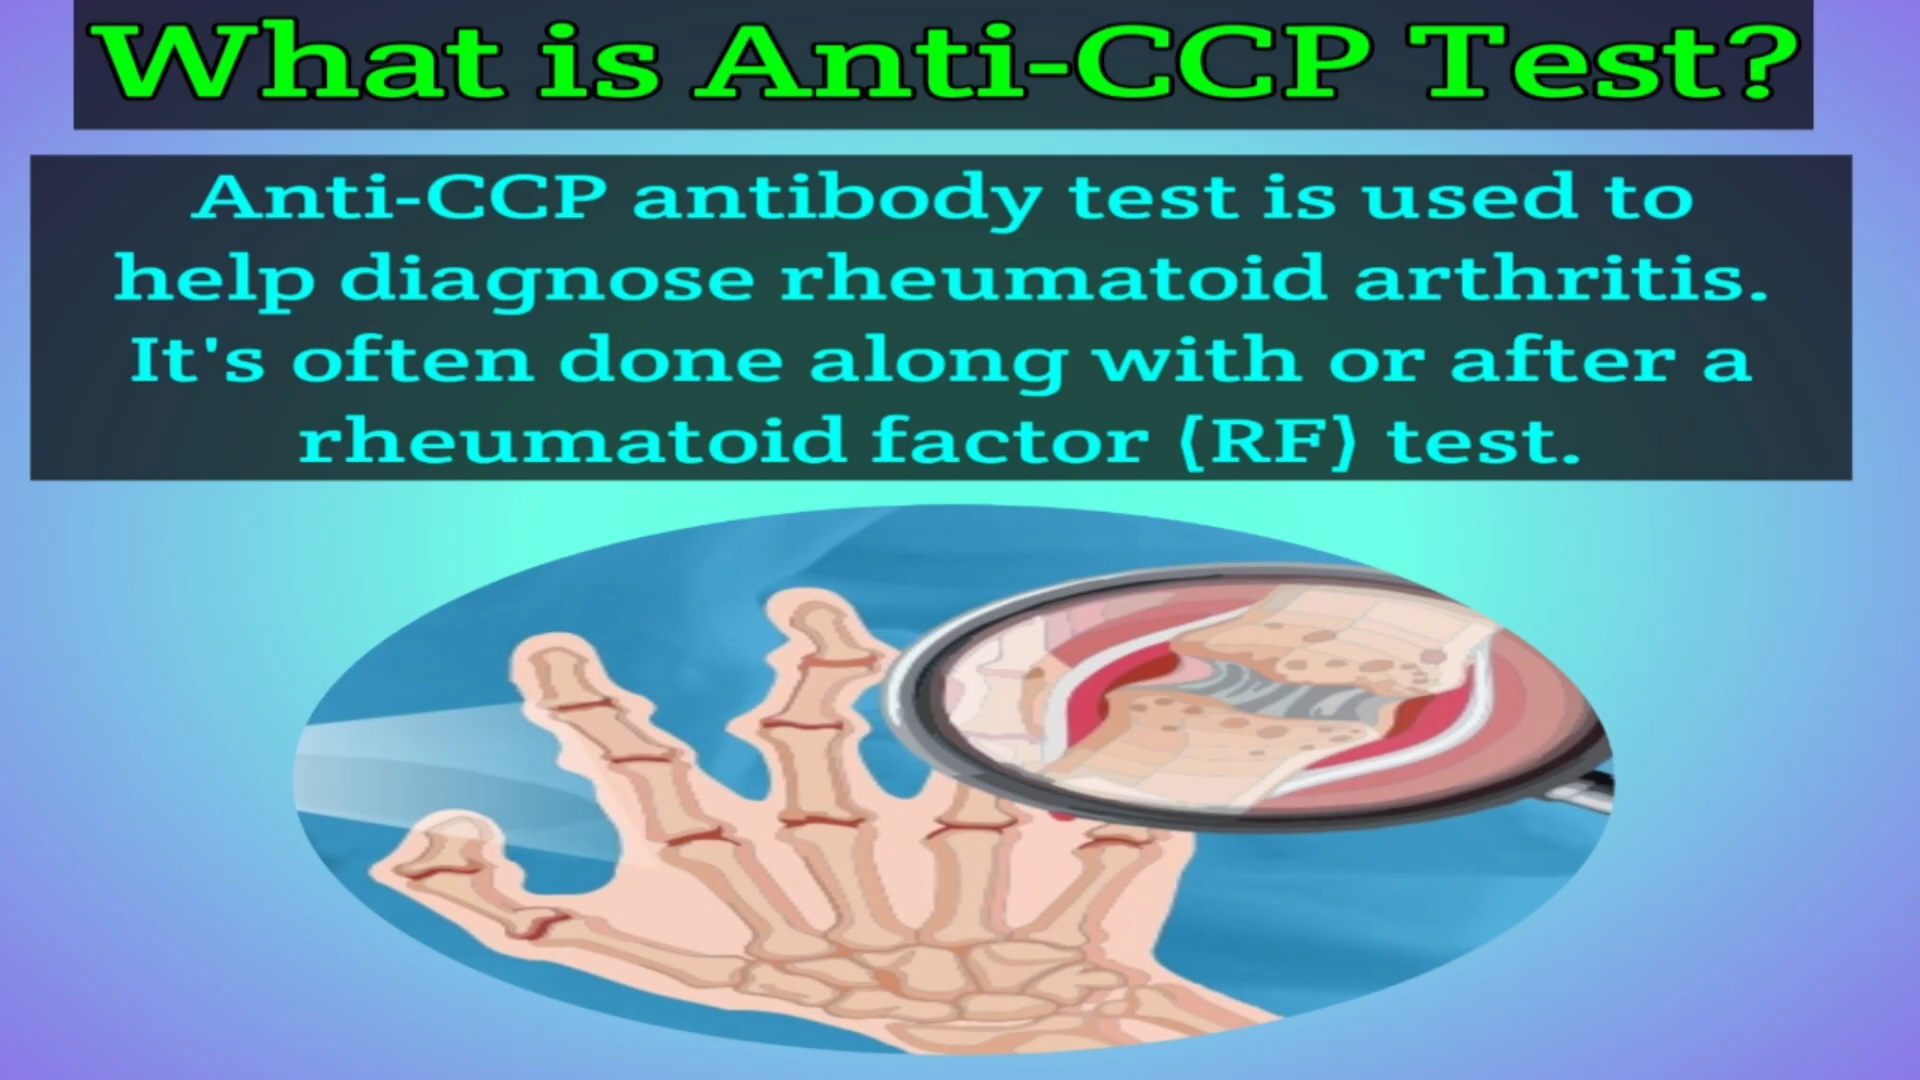 What is Anti-CCP Test?
Anti-CCP antibody test is used to
help diagnose rheumatoid arthritis.
It's often done along with or after a
rheumatoid factor (RF) test.